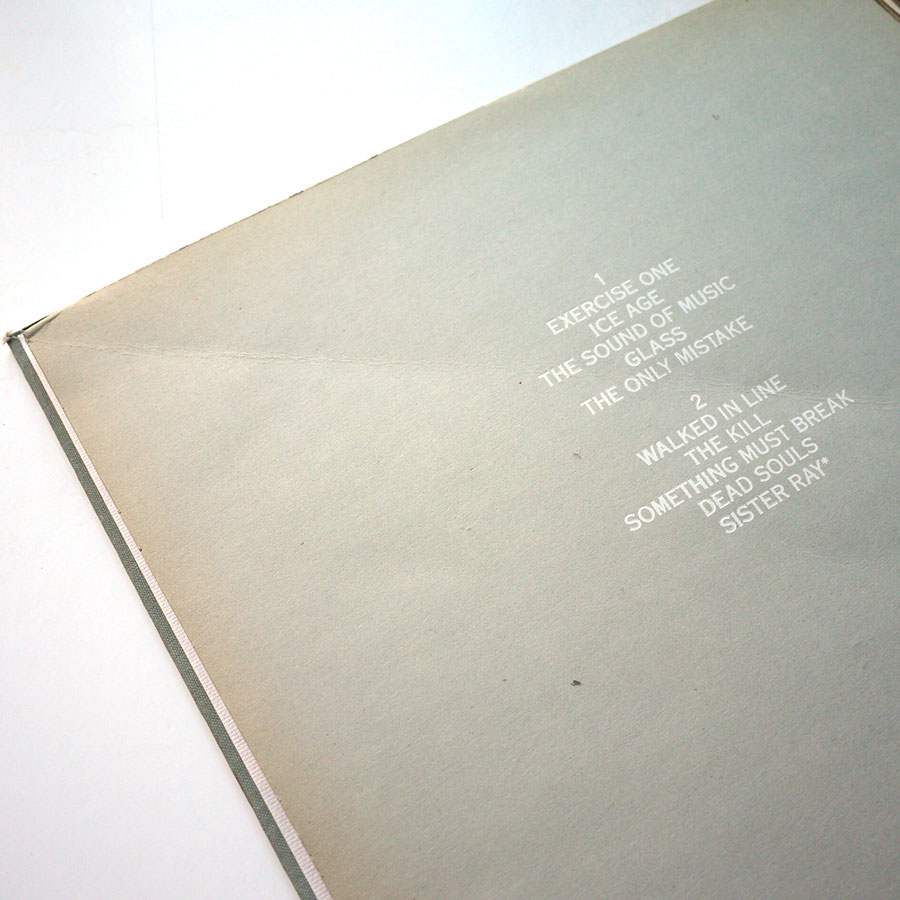 1
EXERCISE ONE
ICE AGE
THE SOUND OF MUSIC
GLASS
THE ONLY MISTAKE
2
WALKED IN LINE
THE KILL
SOMETHING MUST BREAK
DEAD SOULS
SISTER RAY*